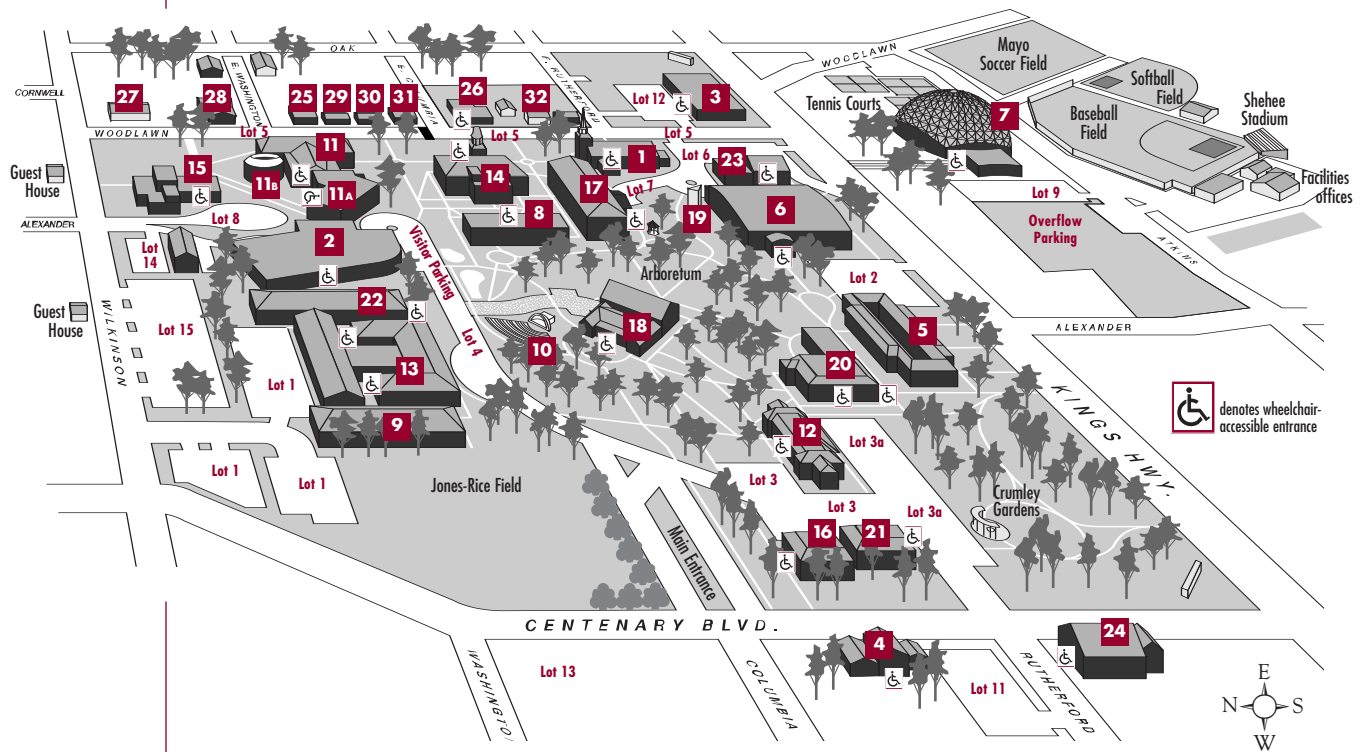 OAK
WOODLAWN
Mayo
Soccer Field
Softball
Field
CORNWELL
27
28
E. WASHINGTON
25
29
30
31
26
32
E. RUTHERFORD
Lot 12
3
Tennis Courts
7
Baseball
Field
Shehee
Stadium
WOODLAWN
Lot 5
Lot 5
Lot 5
Guest
House
15
11
11B
11A
14
17
1
Lot 6
23
Lot 7
Facilities
offices
Lot 9
ALEXANDER
Lot 8
2
8
19
6
Overflow
Parking
ATKINS
Lot
14
Visitor Parking
Arboretum
Lot 2
Guest
House
WILKINSON
Lot 15
22
Lot 4
10
18
5
ALEXANDER
Lot 1
13
20
KINGS HWY.
denotes wheelchair-
accessible entrance
9
12
Lot 3a
Lot 1
Lot 1
Jones-Rice Field
Lot 3
Lot 3
Lot 3a
Crumley
Gardens
16
21
Main Entrance
CENTENARY BLVD.
4
24
WASHINGTON
Lot 13
COLUMBIA
Lot 11
RUTHERFORD
E
N
S
W